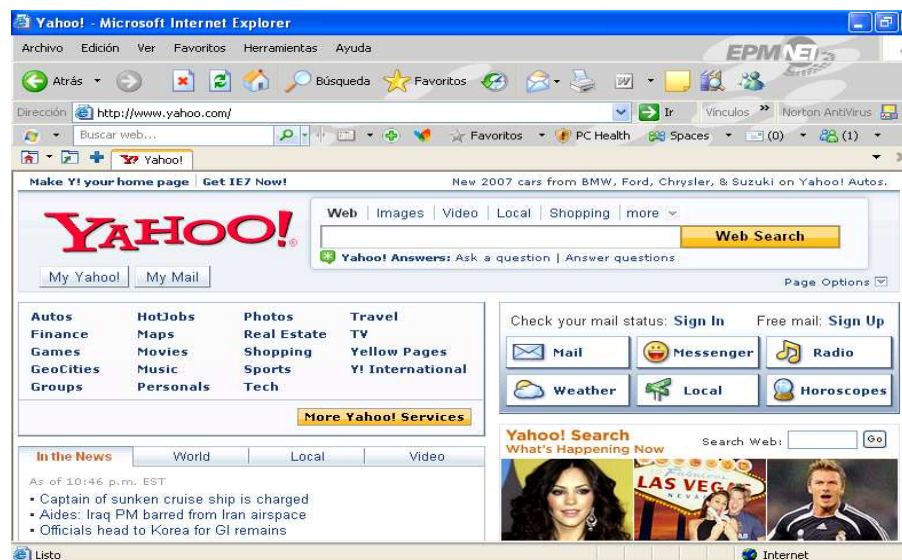 Yahoo! - Microsoft Internet Explorer
Archivo Edición Ver Favoritos Herramientas Ayuda
EPMNET
Atrás Búsqueda Favoritos
Dirección http://www.yahoo.com/ Ir Vínculos » Norton AntiVirus
Buscar web... Favoritos PC Health Spaces (0) (1)
Yahoo!
Make Y! your home page | Get IE7 Now! New 2007 cars from BMW, Ford, Chrysler, & Suzuki on Yahoo! Autos.
YAHOO!
Web | Images | Video | Local | Shopping | more
Web Search
Yahoo! Answers: Ask a question | Answer questions
My Yahoo! My Mail
Page Options
Autos HotJobs Photos Travel
Finance Maps Real Estate TV
Games Movies Shopping Yellow Pages
GeoCities Music Sports Y! International
Groups Personals Tech
More Yahoo! Services
Check your mail status: Sign In Free mail: Sign Up
Mail Messenger Radio
Weather Local Horoscopes
In the News World Local Video
As of 10:46 p.m. EST
• Captain of sunken cruise ship is charged
• Aides: Iraq PM barred from Iran airspace
• Officials head to Korea for GI remains
Yahoo! Search
What's Happening Now
Search Web: Go
Fabulous
LAS VEGAS
NEVADA
Listo Internet